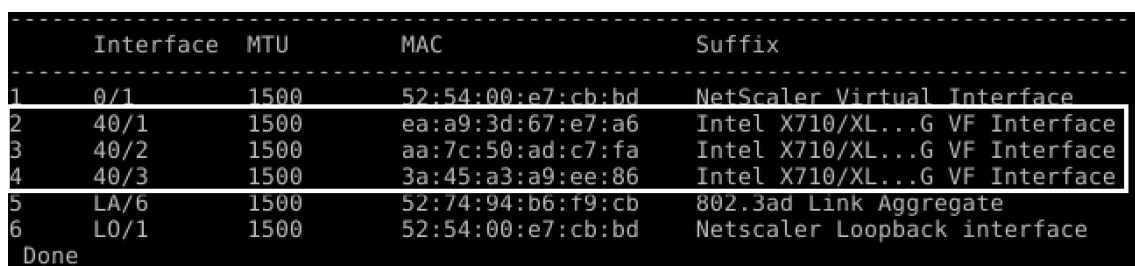 Interface MTU MAC Suffix
1 0/1 1500 52:54:00:e7:cb:bd NetScaler Virtual Interface
2 40/1 1500 ea:a9:3d:67:e7:a6 Intel X710/XL...G VF Interface
3 40/2 1500 aa:7c:50:ad:c7:fa Intel X710/XL...G VF Interface
4 40/3 1500 3a:45:a3:a9:ee:86 Intel X710/XL...G VF Interface
5 LA/6 1500 52:74:94:b6:f9:cb 802.3ad Link Aggregate
6 LO/1 1500 52:54:00:e7:cb:bd Netscaler Loopback interface
Done